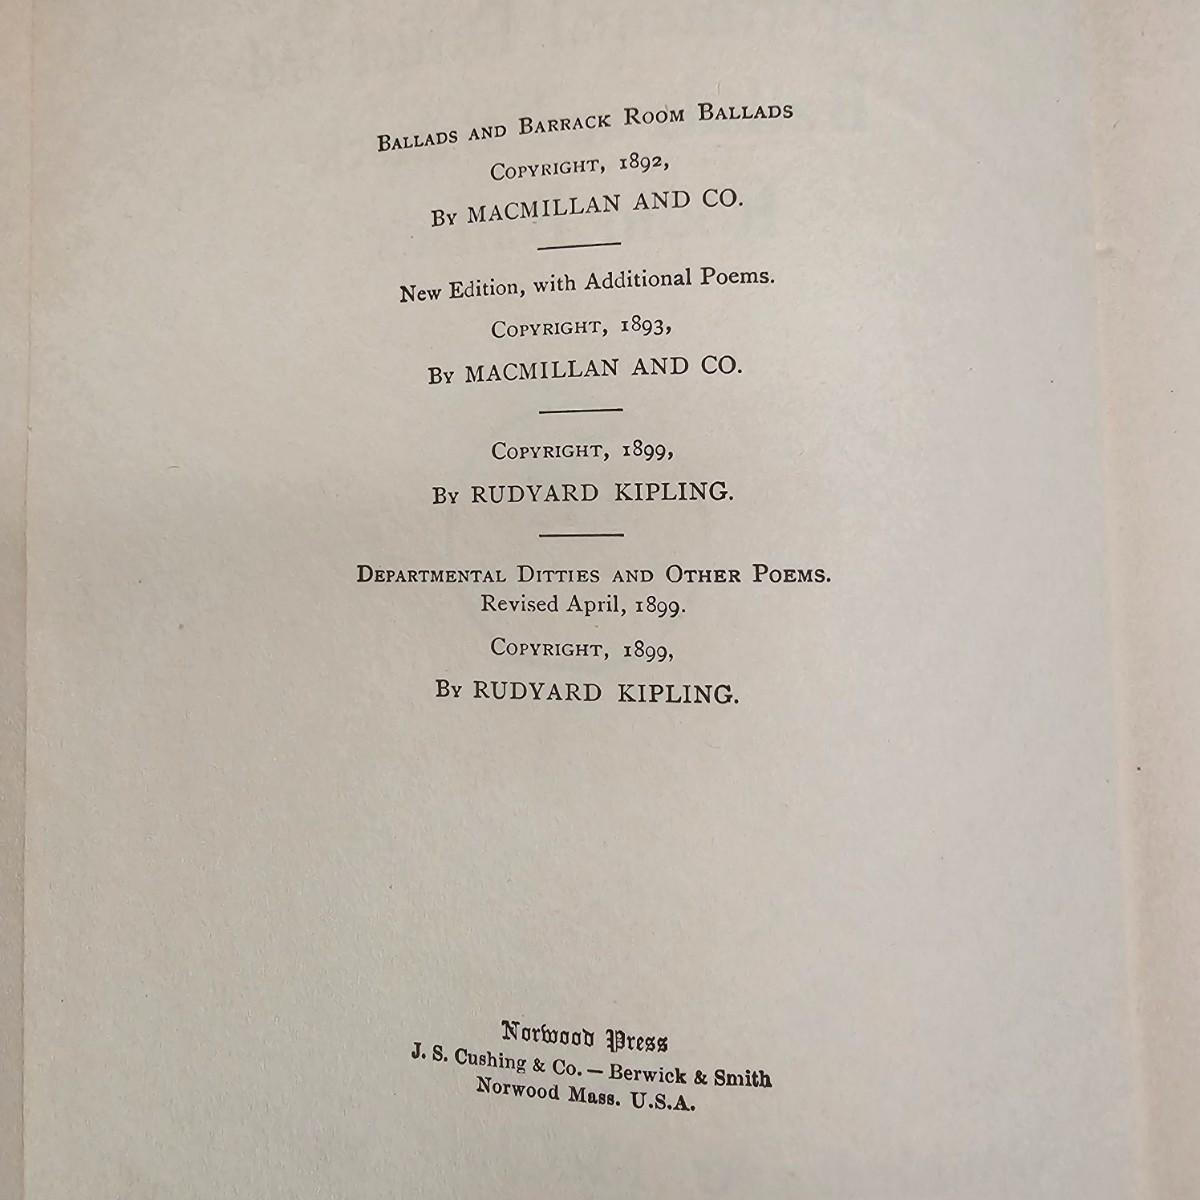 Ballads and Barrack Room Ballads
Copyright, 1892,
By MACMILLAN AND CO.
New Edition, with Additional Poems.
Copyright, 1893,
By MACMILLAN AND CO.
Copyright, 1899,
By RUDYARD KIPLING.
Departmental Ditties and Other Poems.
Revised April, 1899.
Copyright, 1899,
By RUDYARD KIPLING.
Norwood Press
J. S. Cushing & Co. — Berwick & Smith
Norwood Mass. U.S.A.